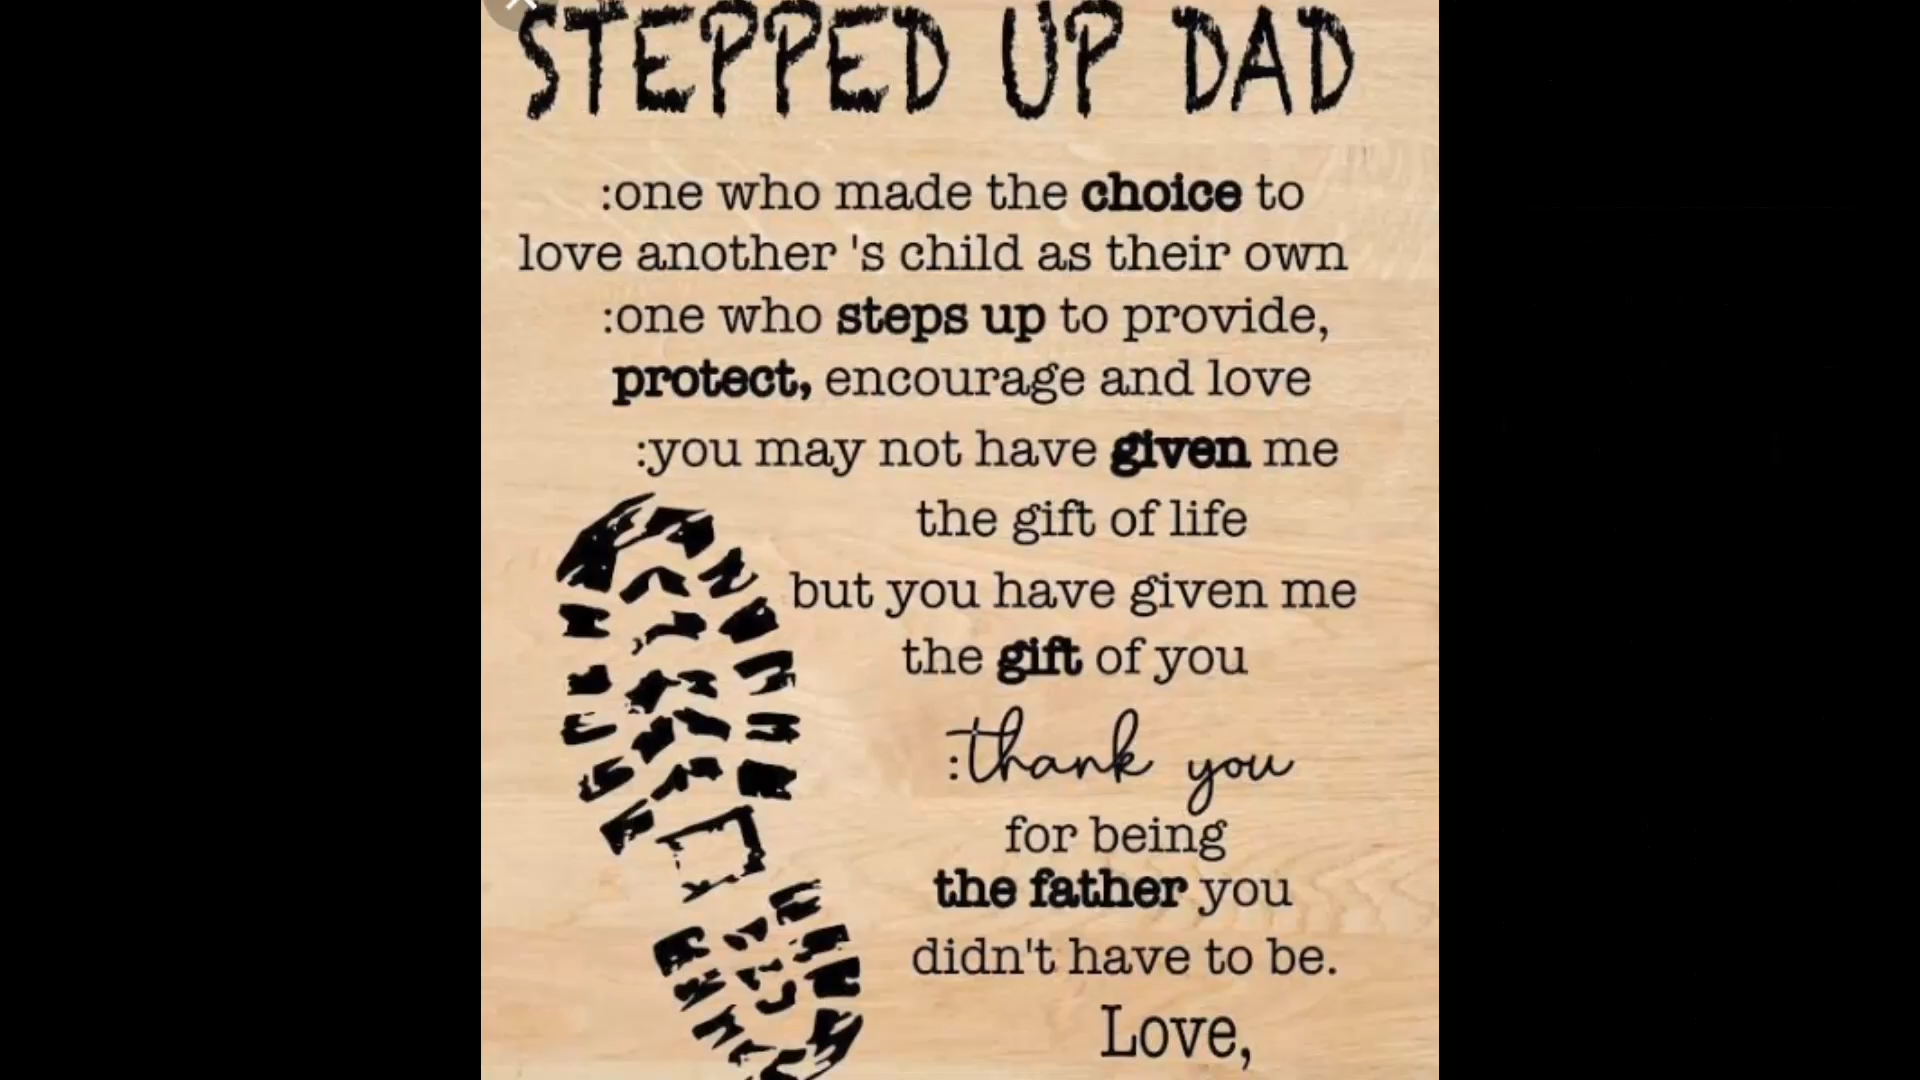 STEPPED UP DAD
:one who made the choice to
love another 's child as their own
:one who steps up to provide,
protect, encourage and love
:you may not have given me
the gift of life
but you have given me
the gift of you
:thank you
for being
the father you
didn't have to be.
Love,